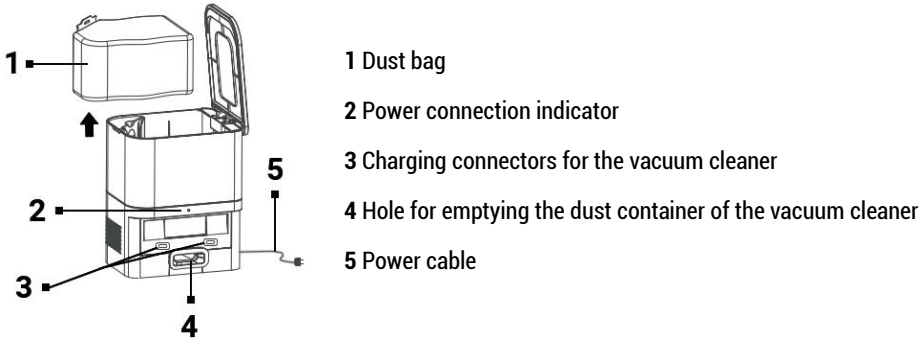 1
2
3
4
5
1 Dust bag
2 Power connection indicator
3 Charging connectors for the vacuum cleaner
4 Hole for emptying the dust container of the vacuum cleaner
5 Power cable